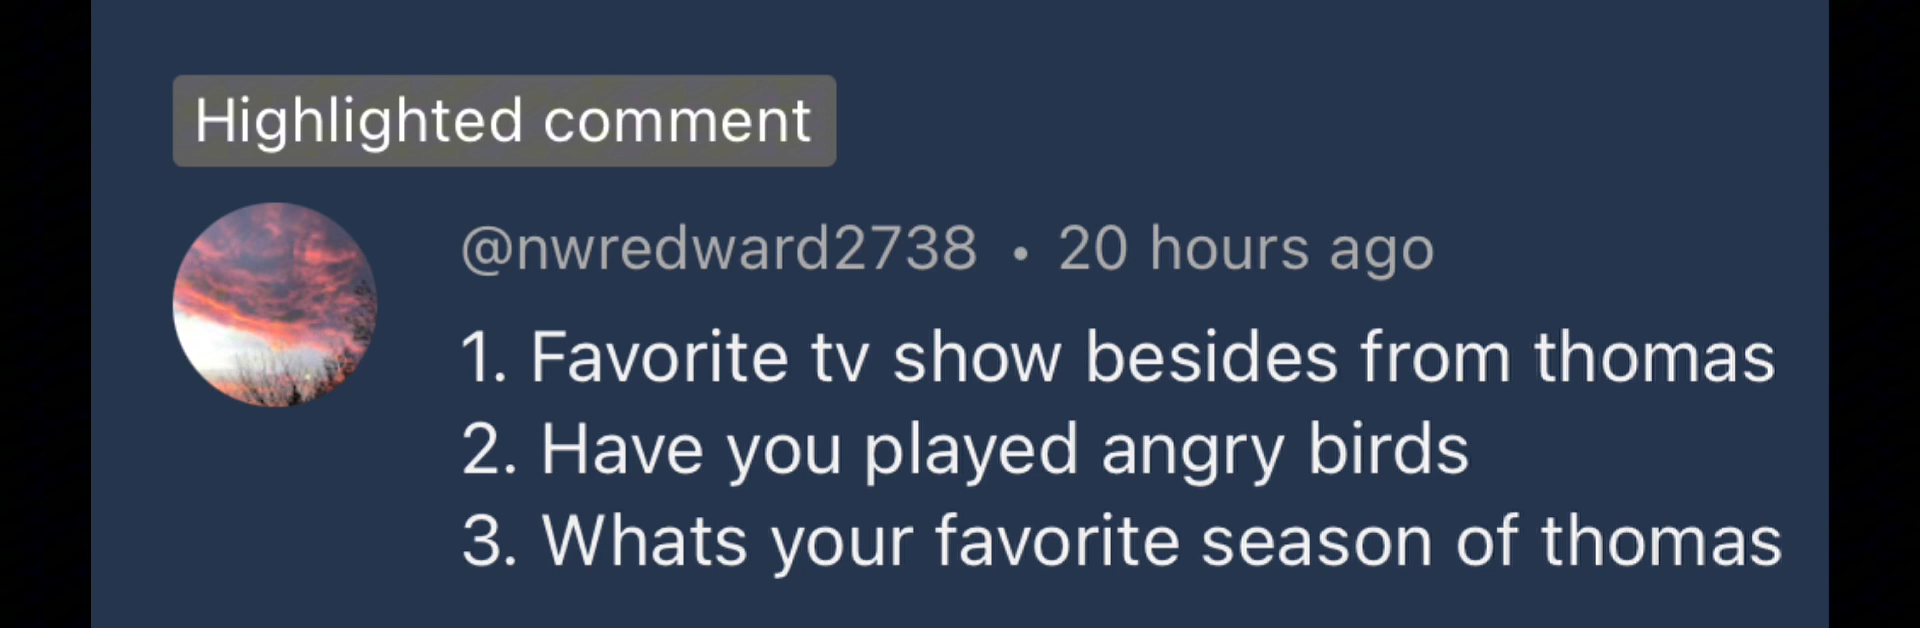 Highlighted comment
@nwredward2738 • 20 hours ago
1. Favorite tv show besides from thomas
2. Have you played angry birds
3. Whats your favorite season of thomas